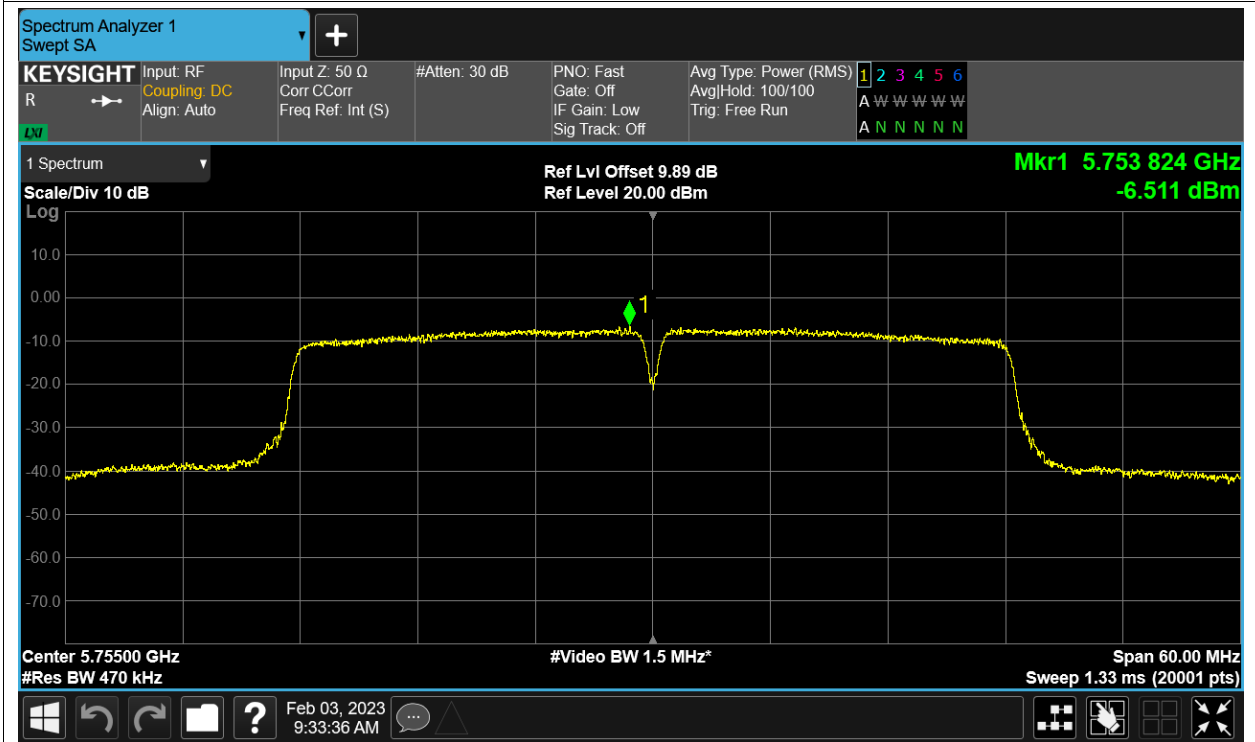 Spectrum Analyzer 1
Swept SA
+
KEYSIGHT
R
LXI
Input: RF
Coupling: DC
Align: Auto
Input Z: 50 Ω
Corr CCorr
Freq Ref: Int (S)
#Atten: 30 dB
PNO: Fast
Gate: Off
IF Gain: Low
Sig Track: Off
Avg Type: Power (RMS)
Avg|Hold: 100/100
Trig: Free Run
1 2 3 4 5 6
A W W W W W
A N N N N N
1 Spectrum
Scale/Div 10 dB
Log
Ref Lvl Offset 9.89 dB
Ref Level 20.00 dBm
Mkr1 5.753 824 GHz
-6.511 dBm
10.0
0.00
1
-10.0
-20.0
-30.0
-40.0
-50.0
-60.0
-70.0
Center 5.75500 GHz
#Res BW 470 kHz
#Video BW 1.5 MHz*
Span 60.00 MHz
Sweep 1.33 ms (20001 pts)
?
Feb 03, 2023
9:33:36 AM